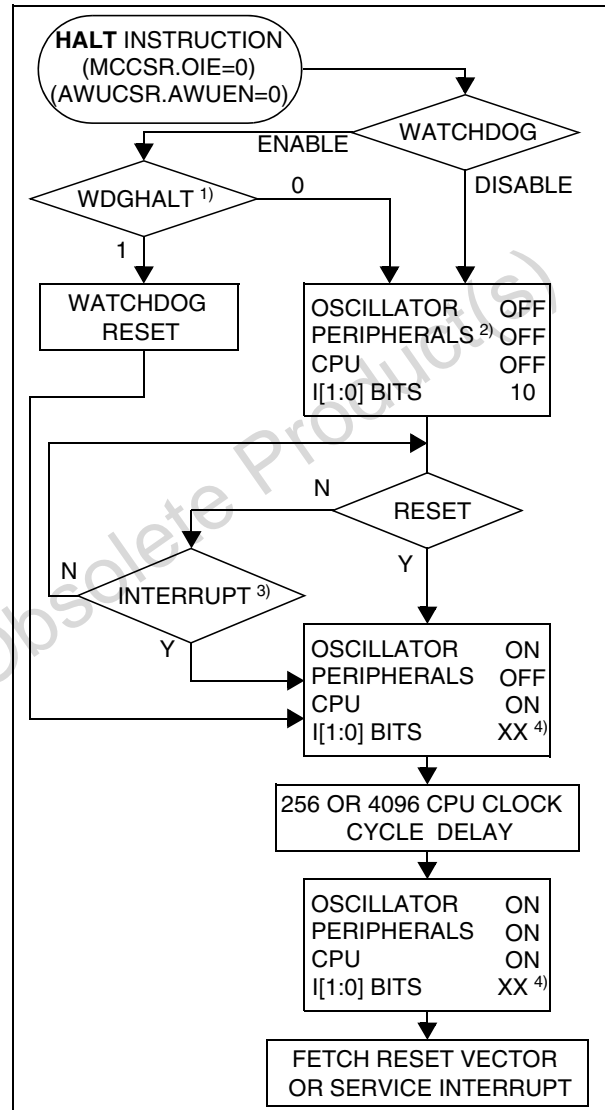 HALT INSTRUCTION
(MCCSR.OIE=0)
(AWUCSR.AWUEN=0)
WATCHDOG
ENABLE
DISABLE
WDGHALT 1)
0
1
WATCHDOG
RESET
OSCILLATOR OFF
PERIPHERALS 2) OFF
CPU OFF
I[1:0] BITS 10
N
RESET
Y
N
INTERRUPT 3)
Y
OSCILLATOR ON
PERIPHERALS OFF
CPU ON
I[1:0] BITS XX 4)
256 OR 4096 CPU CLOCK
CYCLE DELAY
OSCILLATOR ON
PERIPHERALS ON
CPU ON
I[1:0] BITS XX 4)
FETCH RESET VECTOR
OR SERVICE INTERRUPT
Obsolete Product(s)